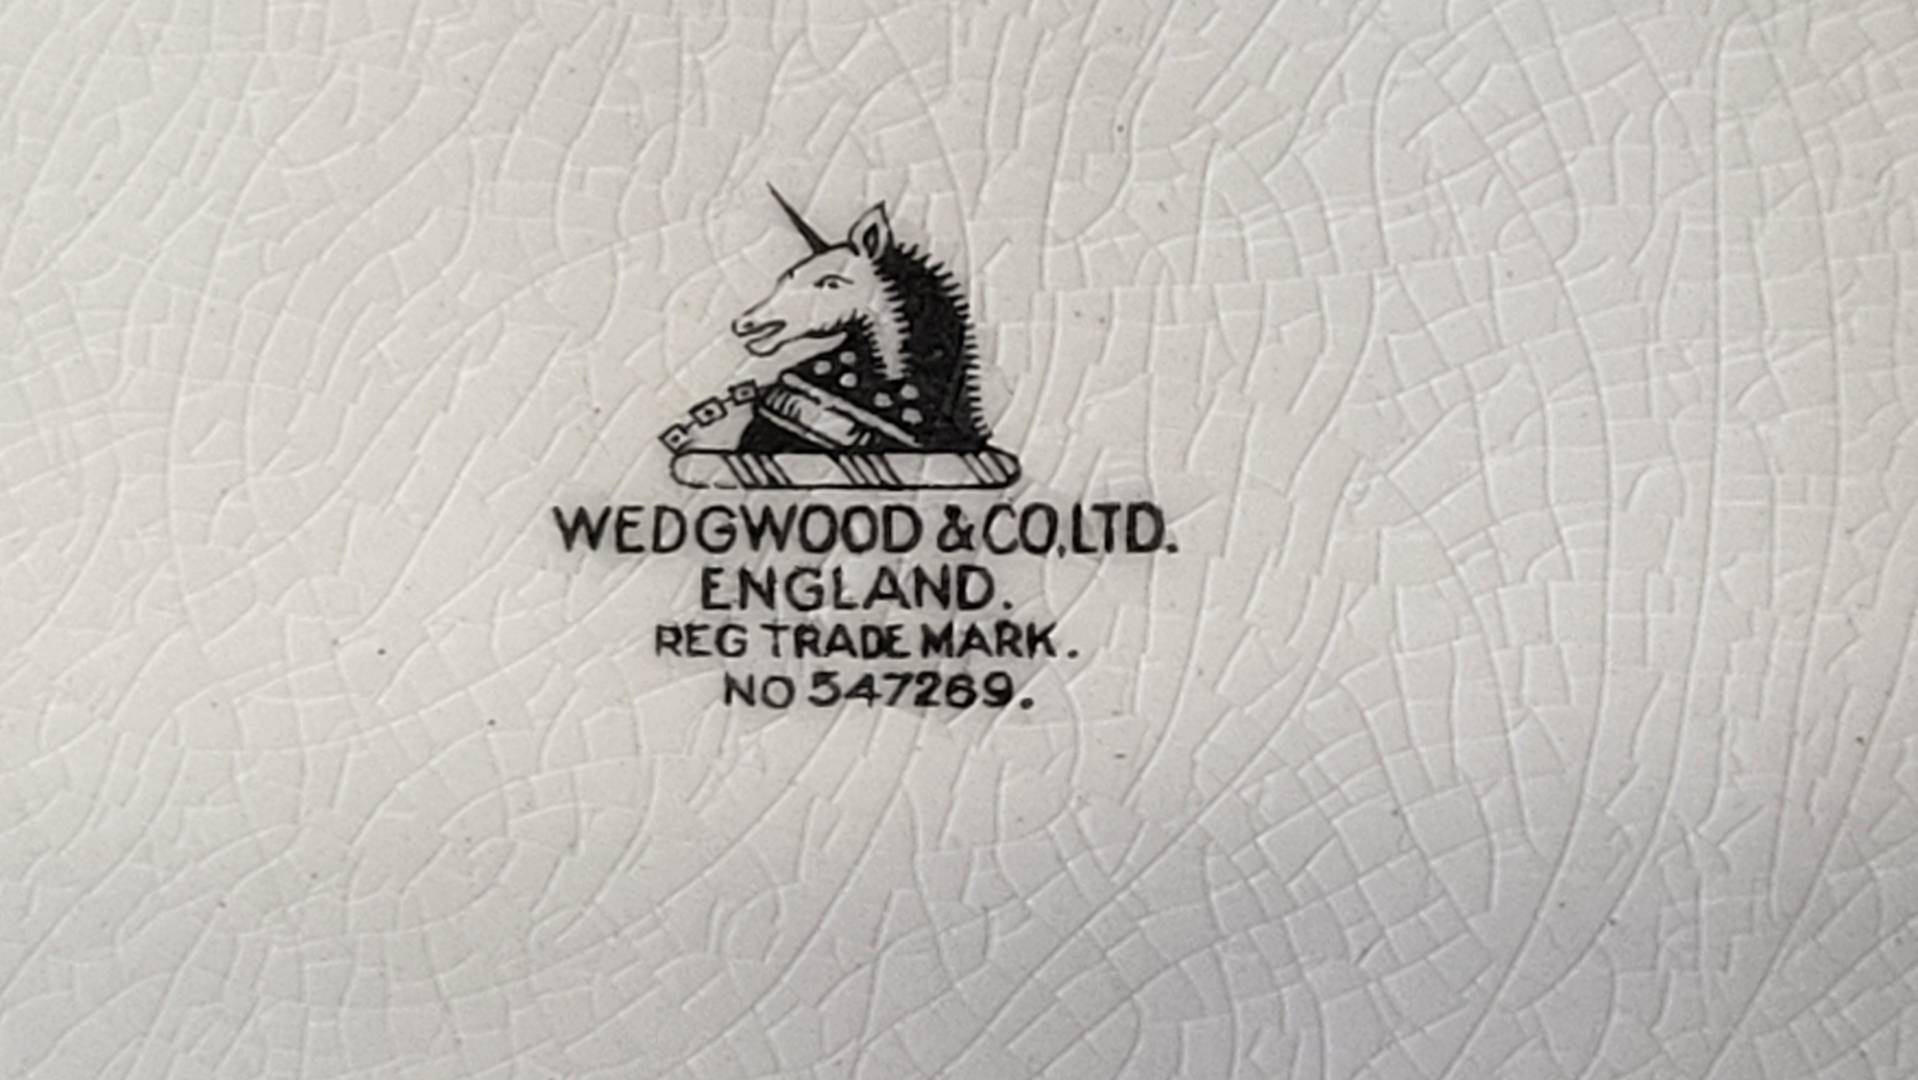 WEDGWOOD & CO, LTD.
ENGLAND.
REG TRADE MARK.
NO 547269.